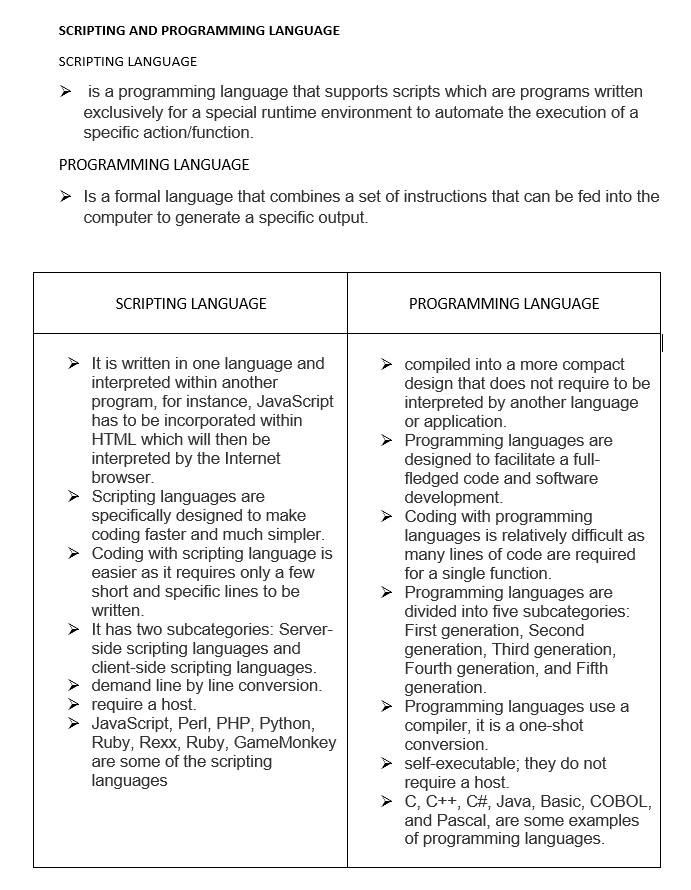 SCRIPTING AND PROGRAMMING LANGUAGE
SCRIPTING LANGUAGE
➢ is a programming language that supports scripts which are programs written
exclusively for a special runtime environment to automate the execution of a
specific action/function.
PROGRAMMING LANGUAGE
➢ Is a formal language that combines a set of instructions that can be fed into the
computer to generate a specific output.
SCRIPTING LANGUAGE
➢ It is written in one language and
interpreted within another
program, for instance, JavaScript
has to be incorporated within
HTML which will then be
interpreted by the Internet
browser.
➢ Scripting languages are
specifically designed to make
coding faster and much simpler.
➢ Coding with scripting language is
easier as it requires only a few
short and specific lines to be
written.
➢ It has two subcategories: Server-
side scripting languages and
client-side scripting languages.
➢ demand line by line conversion.
➢ require a host.
➢ JavaScript, Perl, PHP, Python,
Ruby, Rexx, Ruby, GameMonkey
are some of the scripting
languages
PROGRAMMING LANGUAGE
➢ compiled into a more compact
design that does not require to be
interpreted by another language
or application.
➢ Programming languages are
designed to facilitate a full-
fledged code and software
development.
➢ Coding with programming
languages is relatively difficult as
many lines of code are required
for a single function.
➢ Programming languages are
divided into five subcategories:
First generation, Second
generation, Third generation,
Fourth generation, and Fifth
generation.
➢ Programming languages use a
compiler, it is a one-shot
conversion.
➢ self-executable; they do not
require a host.
➢ C, C++, C#, Java, Basic, COBOL,
and Pascal, are some examples
of programming languages.